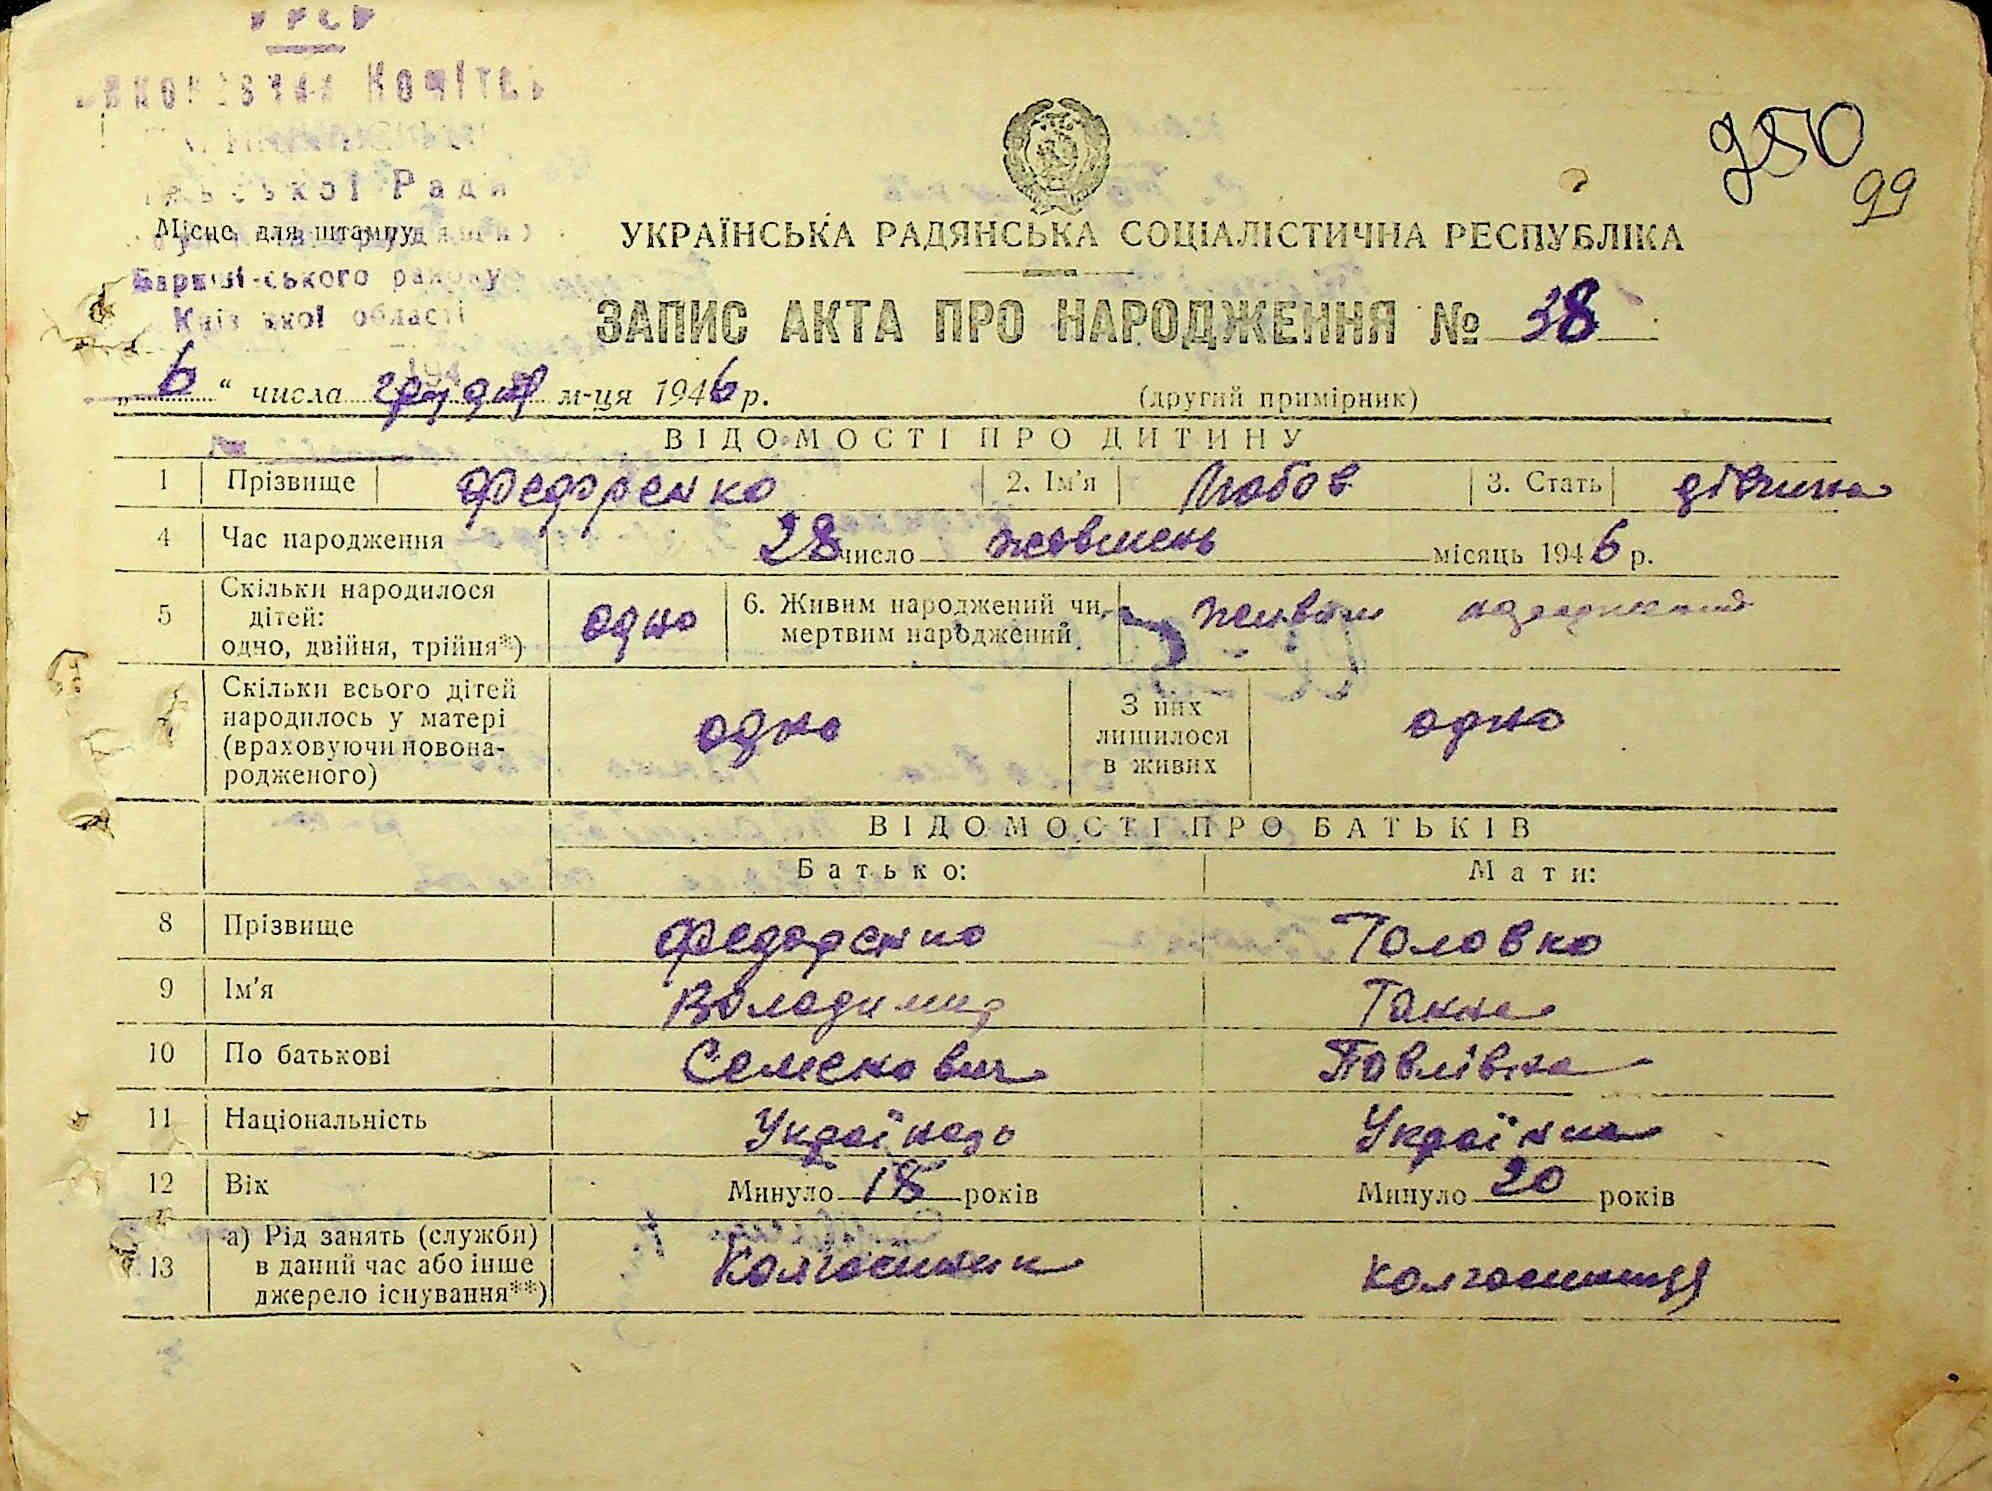 УРСР
Виконавчий Комітет
ської Ради
Місце для штампу
Баришівського району
Київської області
350
99
УКРАЇНСЬКА РАДЯНСЬКА СОЦІАЛІСТИЧНА РЕСПУБЛІКА
ЗАПИС АКТА ПРО НАРОДЖЕННЯ № 38
„6“ числа грудня м-ця 1946 р.
(другий примірник)
ВІДОМОСТІ ПРО ДИТИНУ
1 Прізвище Федоренко 2. Ім'я Любов 3. Стать дівчина
4 Час народження 28 число жовтень місяць 1946 р.
5 Скільки народилося дітей: одно, двійня, трійня*) одно 6. Живим народжений чи мертвим народжений живим народжений
7 Скільки всього дітей народилось у матері (враховуючи новонародженого) одно З них лишилося в живих одно
ВІДОМОСТІ ПРО БАТЬКІВ
Батько: Мати:
8 Прізвище Федоренко Головко
9 Ім'я Володимир Ганна
10 По батькові Семенович Павлівна
11 Національність Українець Українка
12 Вік Минуло 18 років Минуло 20 років
13 а) Рід занять (служби) в даний час або інше джерело існування**) Колгоспник колгоспниця